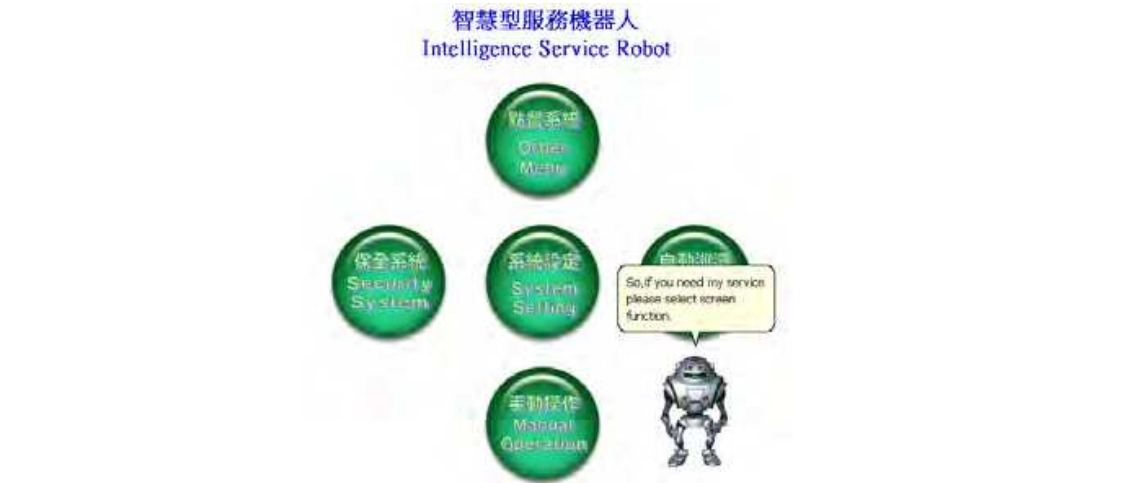 智慧型服務機器人
Intelligence Service Robot
點餐系統
Order
Menu
保全系統
Security
System
系統設定
System
Setting
自動
So,if you need my service
please select screen
function.
手動操作
Manual
Operation